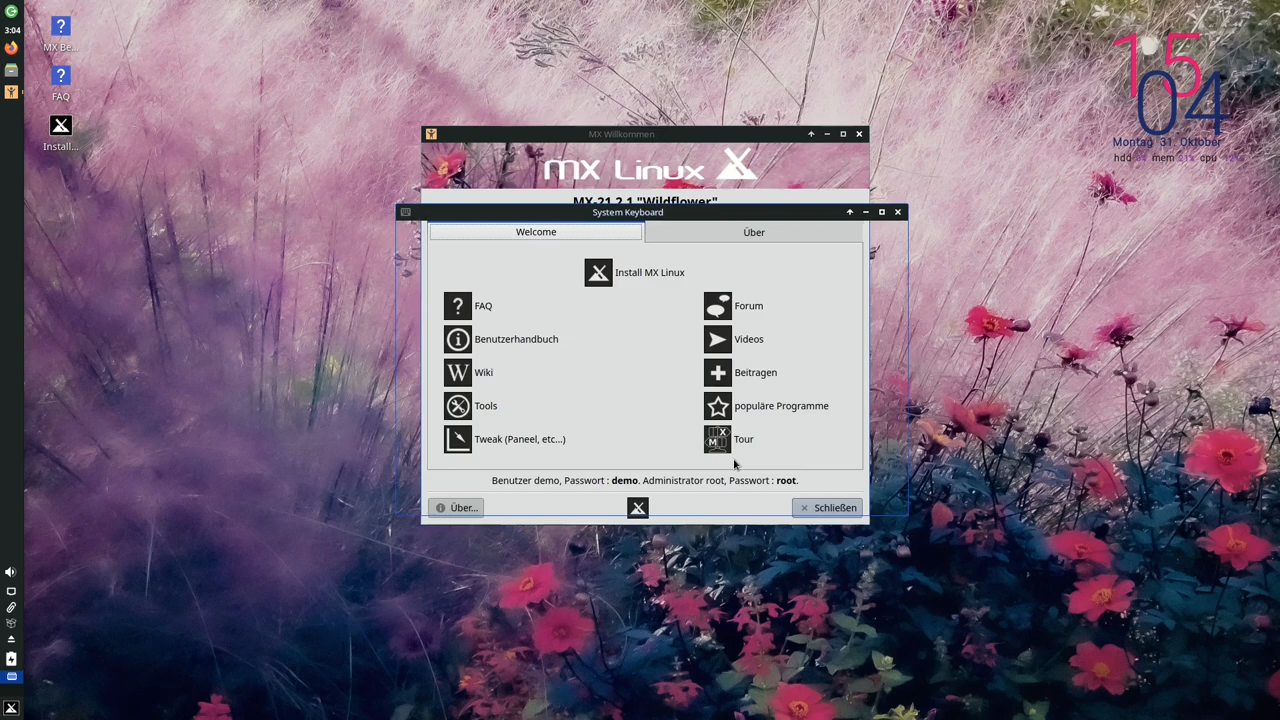 3:04
MX Be...
FAQ
Install...
15
04
Montag 31 Oktober
hdd mem cpu
MX Willkommen
MX Linux
MX-21.2.1 "Wildflower"
System Keyboard
Welcome
Über
Install MX Linux
FAQ
Forum
Benutzerhandbuch
Videos
Wiki
Beitragen
Tools
populäre Programme
Tweak (Paneel, etc...)
Tour
Benutzer demo, Passwort : demo. Administrator root, Passwort : root.
Über...
Schließen